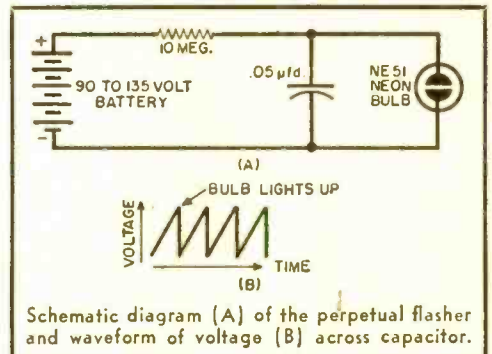 +
10 MEG.
90 TO 135 VOLT
BATTERY
.05 µfd.
NE 51
NEON
BULB
-
(A)
BULB LIGHTS UP
VOLTAGE
TIME
(B)
Schematic diagram (A) of the perpetual flasher
and waveform of voltage (B) across capacitor.